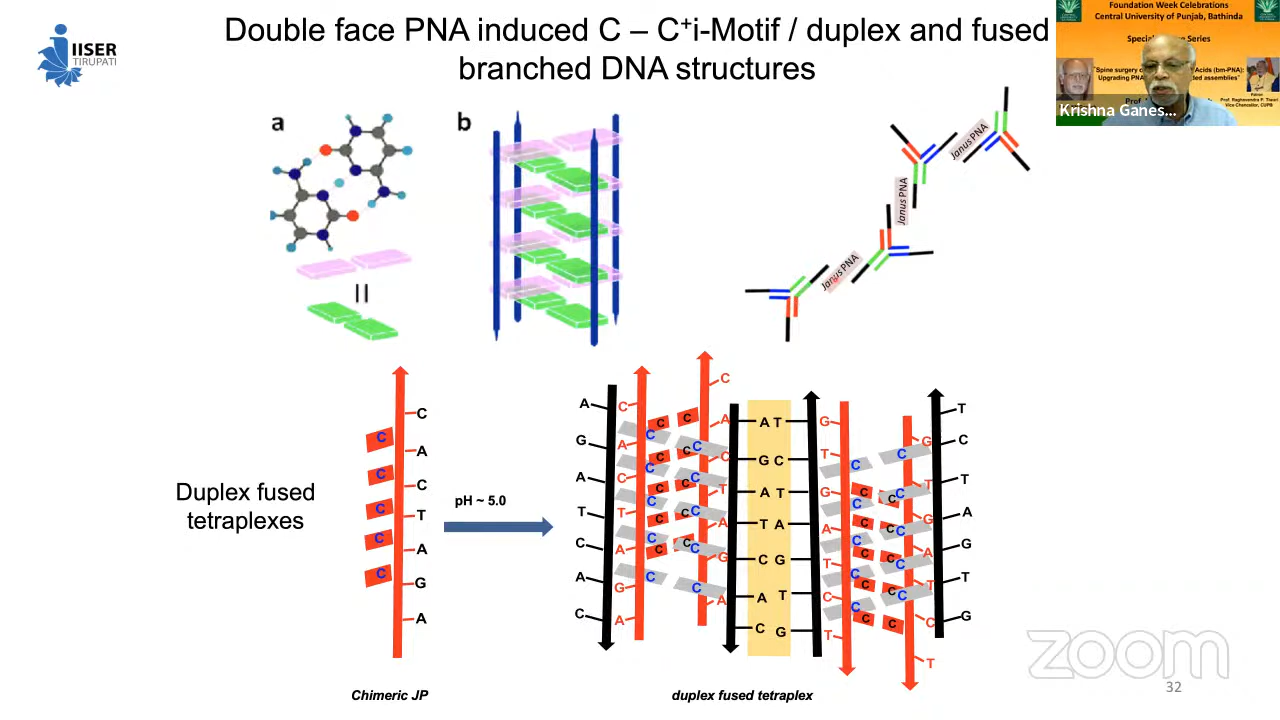 Double face PNA induced C – C⁺i-Motif / duplex and fused
branched DNA structures
IISER
TIRUPATI
Foundation Week Celebrations
Central University of Punjab, Bathinda
Krishna Ganes...
a
b
Janus PNA
Janus PNA
Janus PNA
Duplex fused
tetraplexes
C
A
C
T
A
G
A
C
C
C
C
C
pH ~ 5.0
A
G
A
T
C
A
C
C
A
C
T
A
G
A
C
A
C
T
A
G
A
A T
G C
A T
T A
C G
A T
C G
G
T
G
A
T
C
T
G
T
G
A
T
C
T
T
C
T
A
G
T
G
Chimeric JP
duplex fused tetraplex
zoom
32